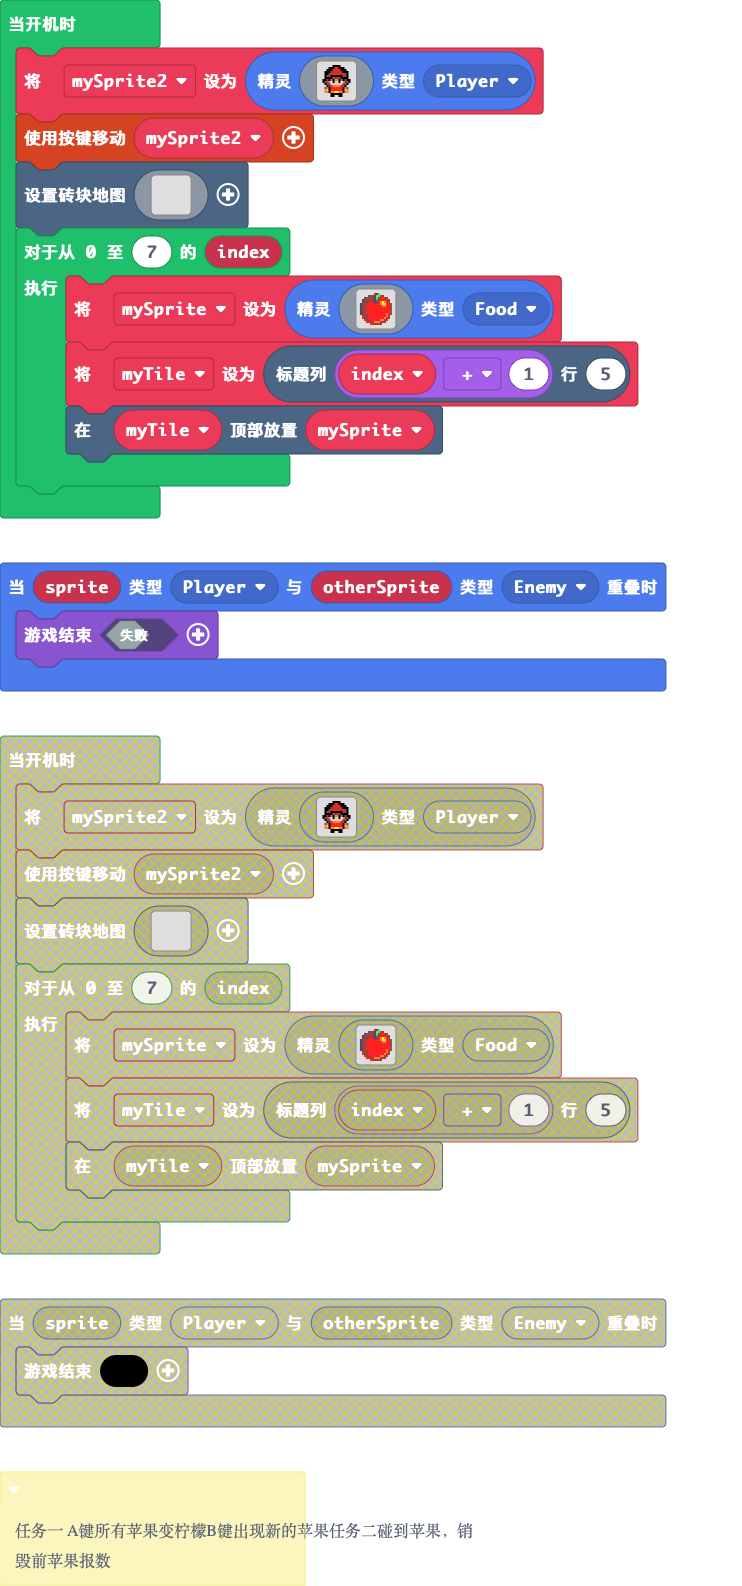 当开机时
将 mySprite2 设为 精灵 类型 Player
使用按键移动 mySprite2
设置砖块地图
对于从 0 至 7 的 index
执行
将 mySprite 设为 精灵 类型 Food
将 myTile 设为 标题列 index + 1 行 5
在 myTile 顶部放置 mySprite
当 sprite 类型 Player 与 otherSprite 类型 Enemy 重叠时
游戏结束 失败
当开机时
将 mySprite2 设为 精灵 类型 Player
使用按键移动 mySprite2
设置砖块地图
对于从 0 至 7 的 index
执行
将 mySprite 设为 精灵 类型 Food
将 myTile 设为 标题列 index + 1 行 5
在 myTile 顶部放置 mySprite
当 sprite 类型 Player 与 otherSprite 类型 Enemy 重叠时
游戏结束
任务一 A键所有苹果变柠檬B键出现新的苹果任务二碰到苹果，销
毁前苹果报数